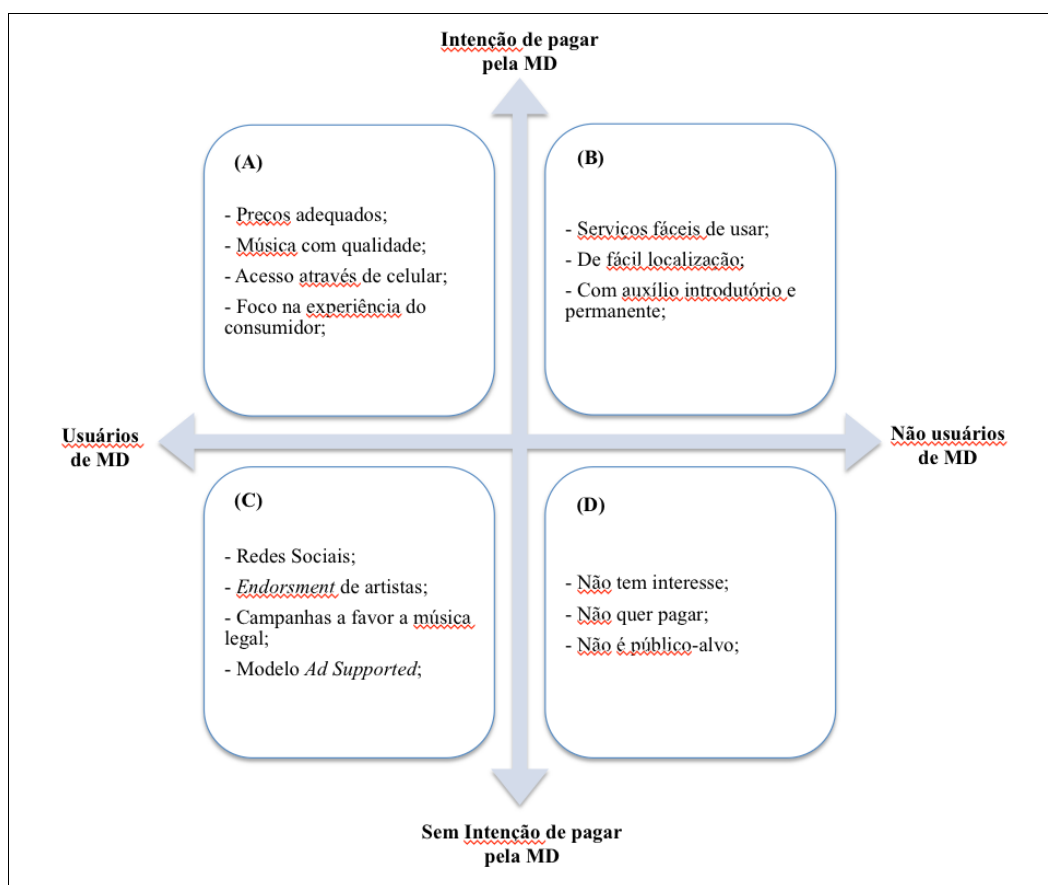 Intenção de pagar
pela MD
(A)
- Preços adequados;
- Música com qualidade;
- Acesso através de celular;
- Foco na experiência do
consumidor;
(B)
- Serviços fáceis de usar;
- De fácil localização;
- Com auxílio introdutório e
permanente;
Usuários
de MD
Não usuários
de MD
(C)
- Redes Sociais;
- Endorsment de artistas;
- Campanhas a favor a música
legal;
- Modelo Ad Supported;
(D)
- Não tem interesse;
- Não quer pagar;
- Não é público-alvo;
Sem Intenção de pagar
pela MD